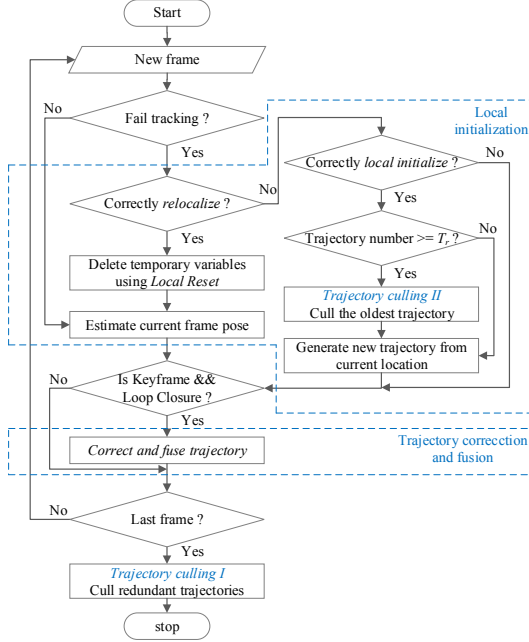 Start
New frame
No
Fail tracking ?
Local
initialization
Yes
Correctly local initialize ?
No
Correctly relocalize ?
No
Yes
Yes
Trajectory number >= Tr ?
No
Delete temporary variables
using Local Reset
Yes
Trajectory culling II
Cull the oldest trajectory
Estimate current frame pose
Generate new trajectory from
current location
No
Is Keyframe &&
Loop Closure ?
Yes
Correct and fuse trajectory
Trajectory correcction
and fusion
No
Last frame ?
Yes
Trajectory culling I
Cull redundant trajectories
stop